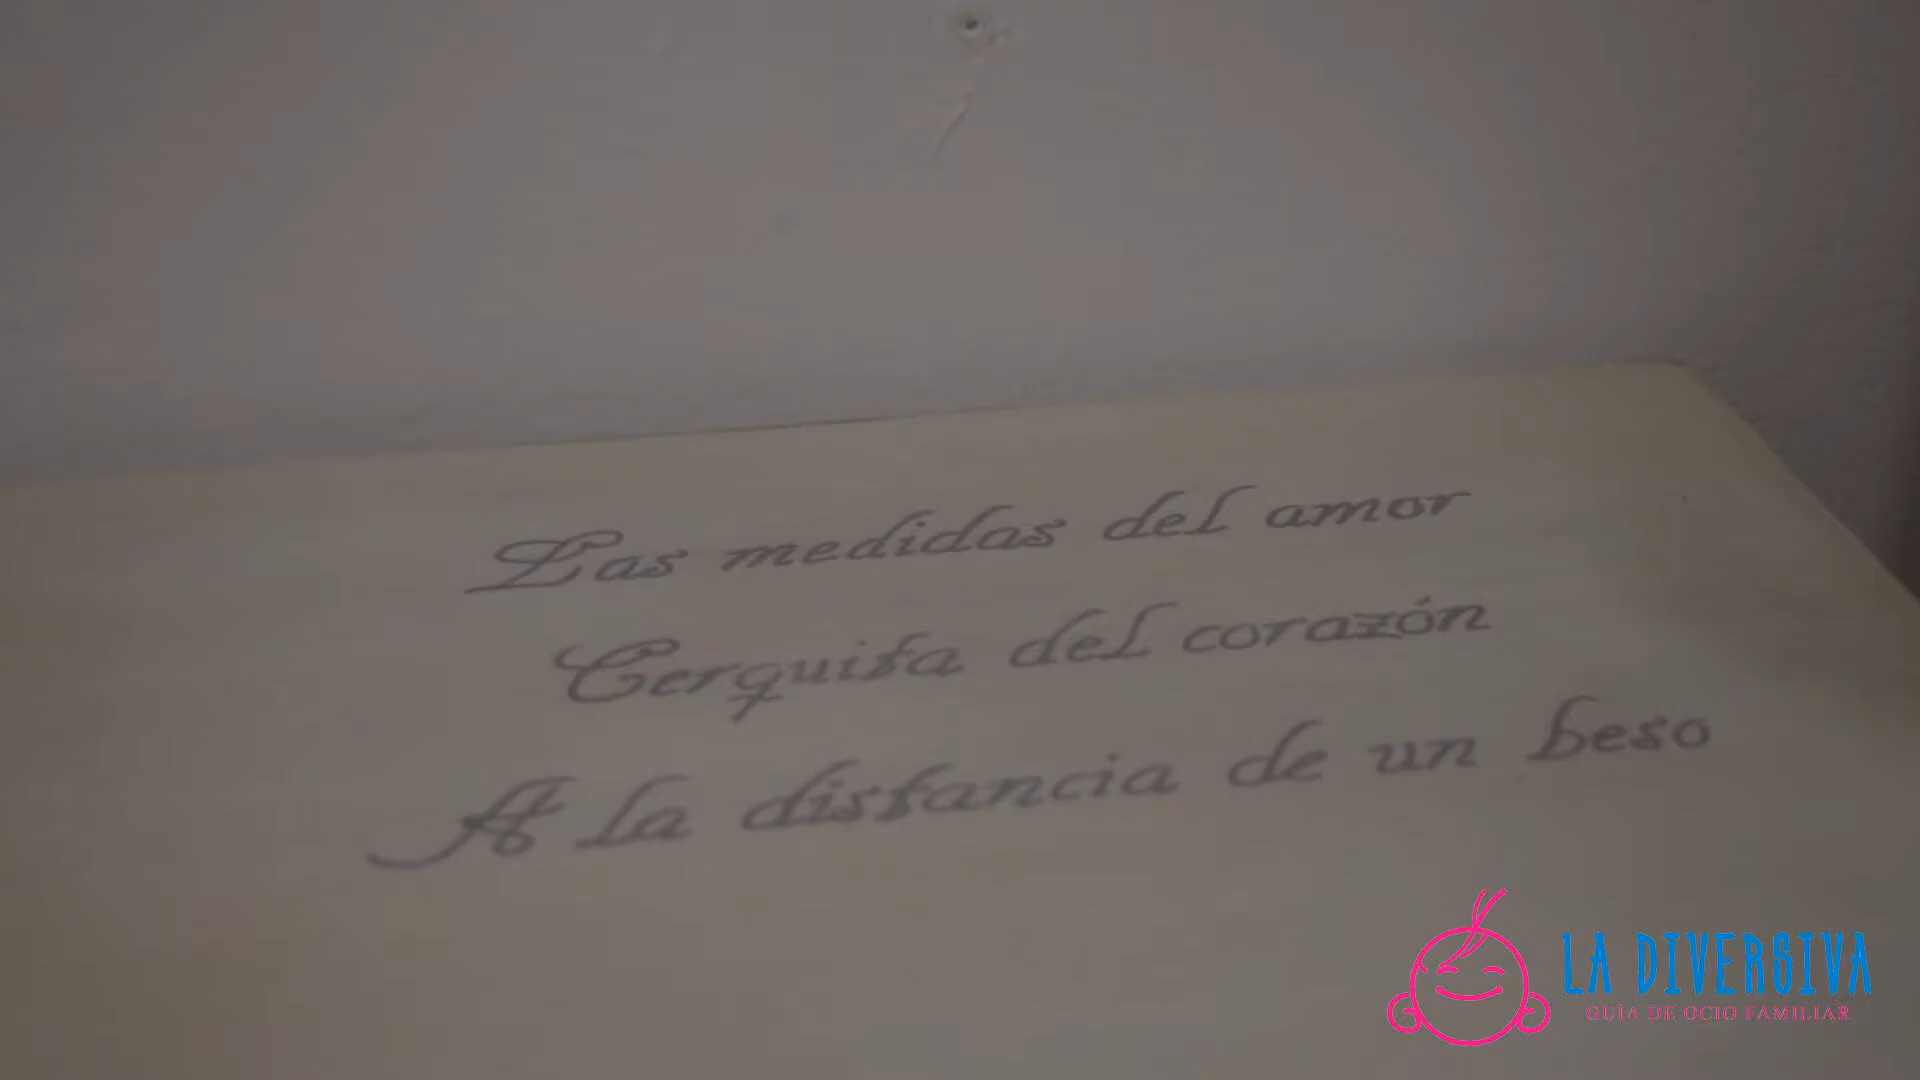 Las medidas del amor
Cerquita del corazón
A la distancia de un beso
LA DIVERSIVA
GUÍA DE OCIO FAMILIAR